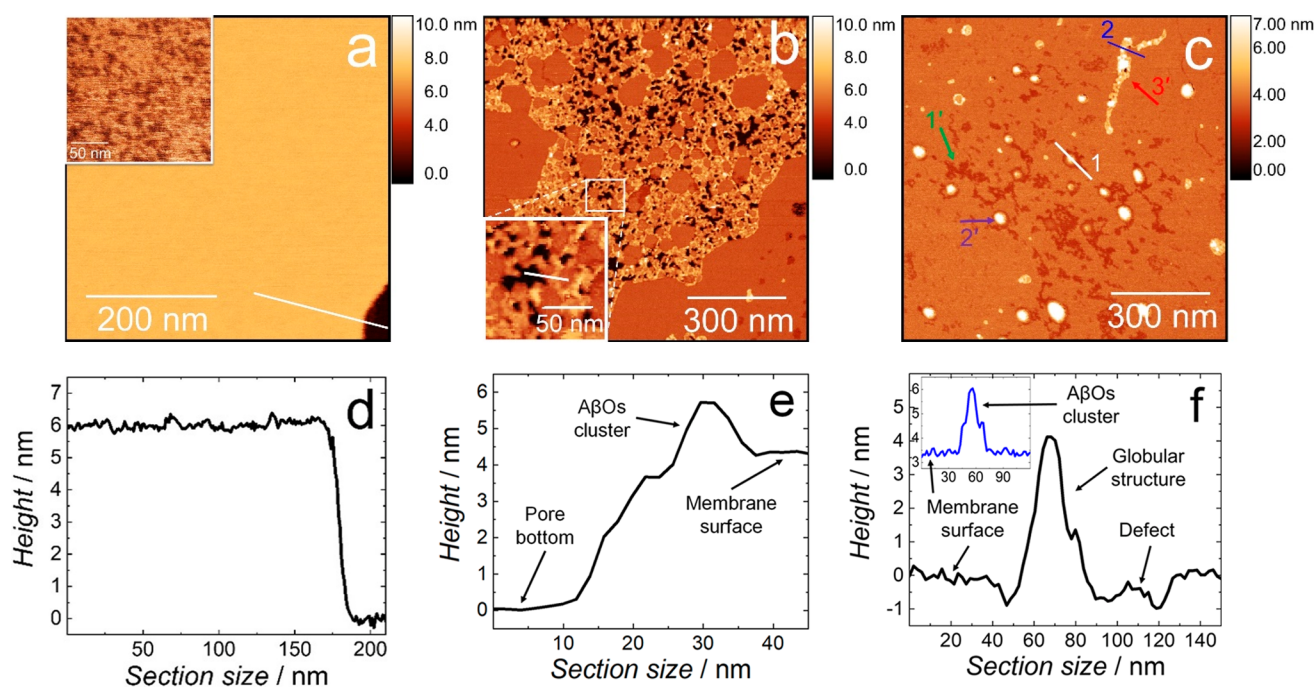 a
10.0 nm
8.0
6.0
4.0
0.0
50 nm
200 nm
b
10.0 nm
8.0
6.0
4.0
0.0
50 nm
300 nm
c
7.00 nm
6.00
4.00
2.00
0.00
2
3′
1′
1
2′
300 nm
d
7
6
5
4
3
2
1
0
50
100
150
200
Height / nm
Section size / nm
e
6
5
4
3
2
1
0
10
20
30
40
AβOs
cluster
Pore
bottom
Membrane
surface
Height / nm
Section size / nm
f
5
4
3
2
1
0
-1
20
40
60
80
100
120
140
6
5
4
3
30
60
90
AβOs
cluster
Globular
structure
Membrane
surface
Defect
Height / nm
Section size / nm